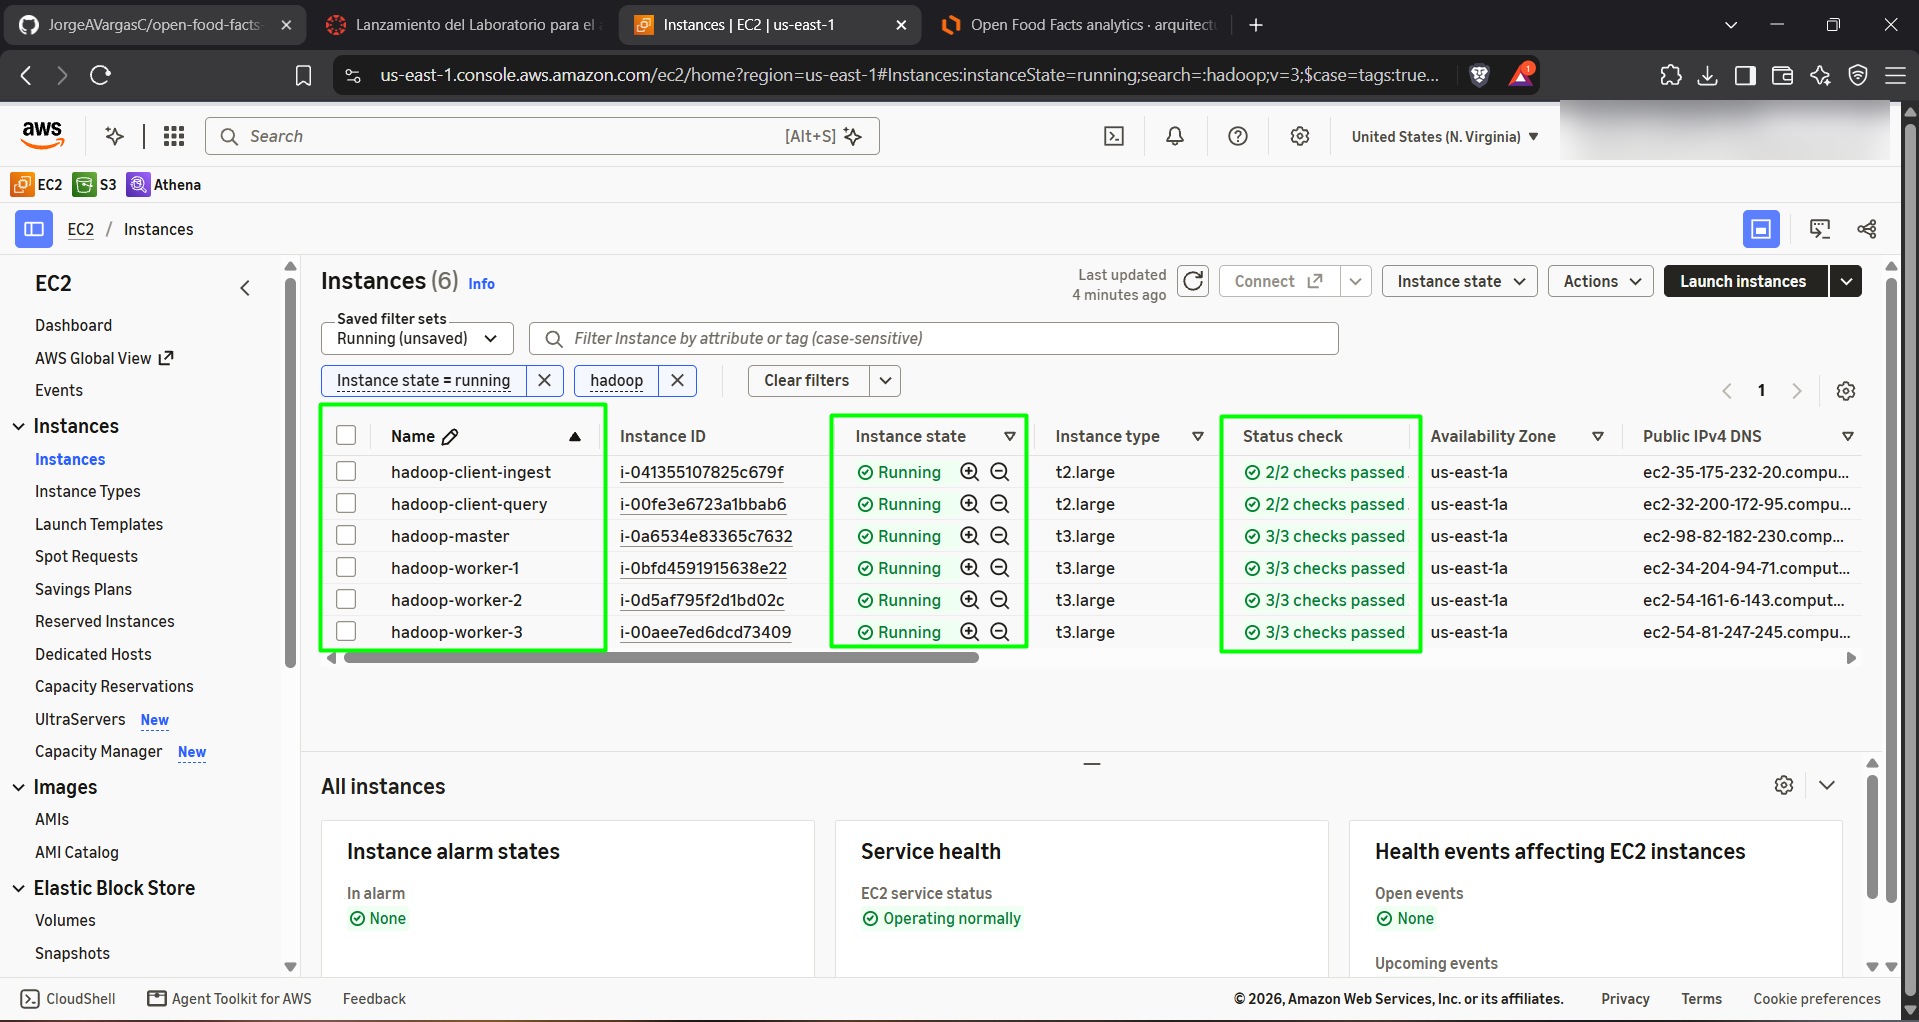 JorgeAVargasC/open-food-facts-
Lanzamiento del Laboratorio para el a
Instances | EC2 | us-east-1
Open Food Facts analytics · arquitectu
us-east-1.console.aws.amazon.com/ec2/home?region=us-east-1#Instances:instanceState=running;search=:hadoop;v=3;$case=tags:true...
1
aws
Search
[Alt+S]
United States (N. Virginia)
EC2
S3
Athena
EC2 / Instances
EC2
Dashboard
AWS Global View
Events
Instances
Instances
Instance Types
Launch Templates
Spot Requests
Savings Plans
Reserved Instances
Dedicated Hosts
Capacity Reservations
UltraServers New
Capacity Manager New
Images
AMIs
AMI Catalog
Elastic Block Store
Volumes
Snapshots
Instances (6) Info
Last updated
4 minutes ago
Connect
Instance state
Actions
Launch instances
Saved filter sets
Running (unsaved)
Filter Instance by attribute or tag (case-sensitive)
Instance state = running
hadoop
Clear filters
1
Name Instance ID Instance state Instance type Status check Availability Zone Public IPv4 DNS
hadoop-client-ingest i-041355107825c679f Running t2.large 2/2 checks passed us-east-1a ec2-35-175-232-20.compu...
hadoop-client-query i-00fe3e6723a1bbab6 Running t2.large 2/2 checks passed us-east-1a ec2-32-200-172-95.compu...
hadoop-master i-0a6534e83365c7632 Running t3.large 3/3 checks passed us-east-1a ec2-98-82-182-230.comp...
hadoop-worker-1 i-0bfd4591915638e22 Running t3.large 3/3 checks passed us-east-1a ec2-34-204-94-71.comput...
hadoop-worker-2 i-0d5af795f2d1bd02c Running t3.large 3/3 checks passed us-east-1a ec2-54-161-6-143.comput...
hadoop-worker-3 i-00aee7ed6dcd73409 Running t3.large 3/3 checks passed us-east-1a ec2-54-81-247-245.compu...
All instances
Instance alarm states
In alarm
None
Service health
EC2 service status
Operating normally
Health events affecting EC2 instances
Open events
None
Upcoming events
CloudShell
Agent Toolkit for AWS
Feedback
© 2026, Amazon Web Services, Inc. or its affiliates.
Privacy
Terms
Cookie preferences